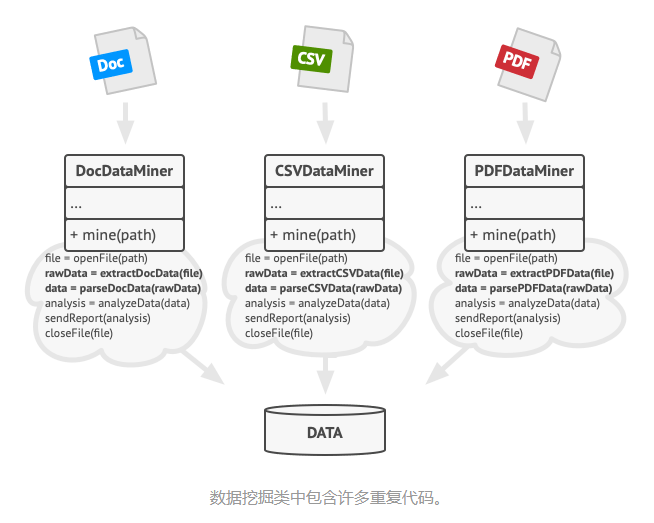 Doc
CSV
PDF
DocDataMiner
...
+ mine(path)
file = openFile(path)
rawData = extractDocData(file)
data = parseDocData(rawData)
analysis = analyzeData(data)
sendReport(analysis)
closeFile(file)
CSVDataMiner
...
+ mine(path)
file = openFile(path)
rawData = extractCSVData(file)
data = parseCSVData(rawData)
analysis = analyzeData(data)
sendReport(analysis)
closeFile(file)
PDFDataMiner
...
+ mine(path)
file = openFile(path)
rawData = extractPDFData(file)
data = parsePDFData(rawData)
analysis = analyzeData(data)
sendReport(analysis)
closeFile(file)
DATA
数据挖掘类中包含许多重复代码。